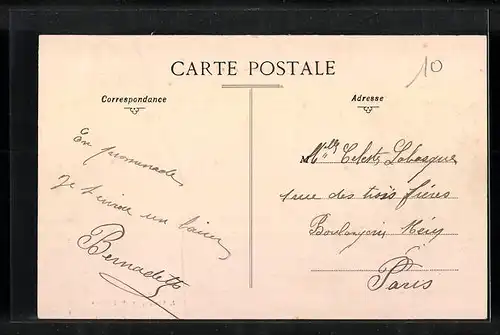 CARTE POSTALE
10
Correspondance
Adresse
En promenade
Je t'envoie un baiser
Bernadette
Mlle Celeste Labasque
1 rue des trois frères
Boulangerie
Paris